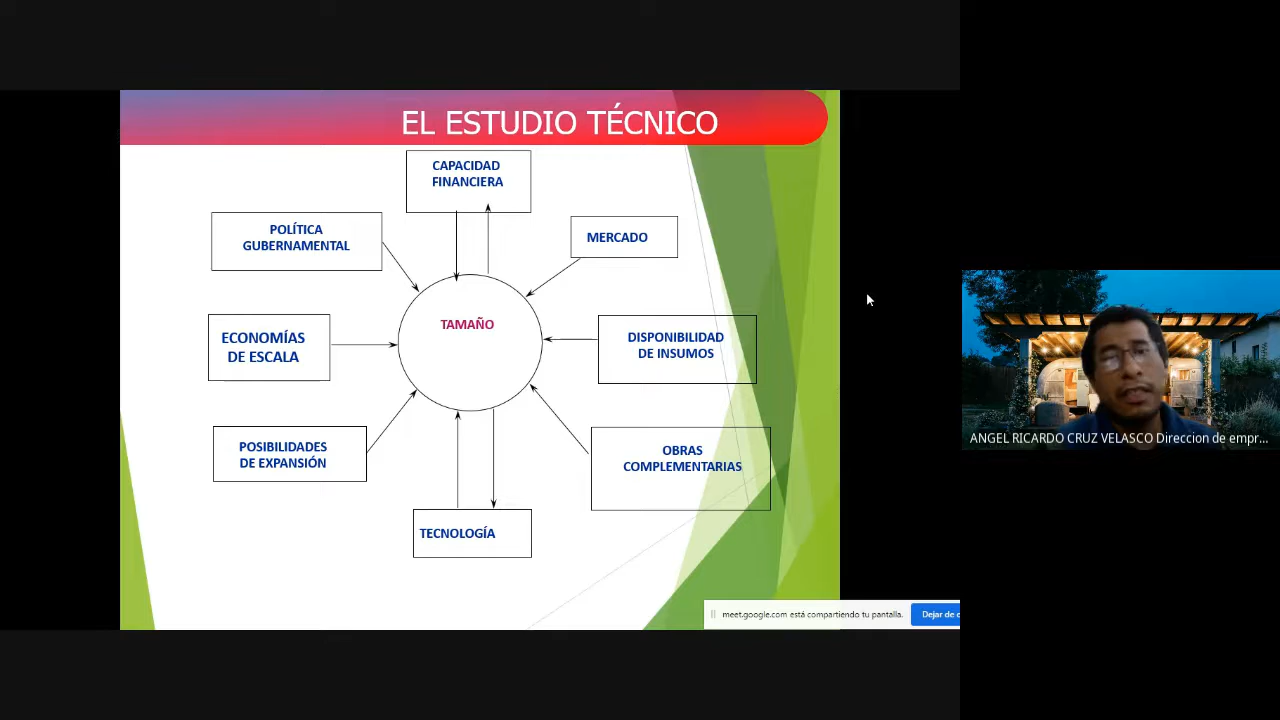 EL ESTUDIO TÉCNICO
CAPACIDAD
FINANCIERA
POLÍTICA
GUBERNAMENTAL
MERCADO
TAMAÑO
ECONOMÍAS
DE ESCALA
DISPONIBILIDAD
DE INSUMOS
POSIBILIDADES
DE EXPANSIÓN
OBRAS
COMPLEMENTARIAS
TECNOLOGÍA
ANGEL RICARDO CRUZ VELASCO Direccion de empr...
meet.google.com está compartiendo tu pantalla.
Dejar de c